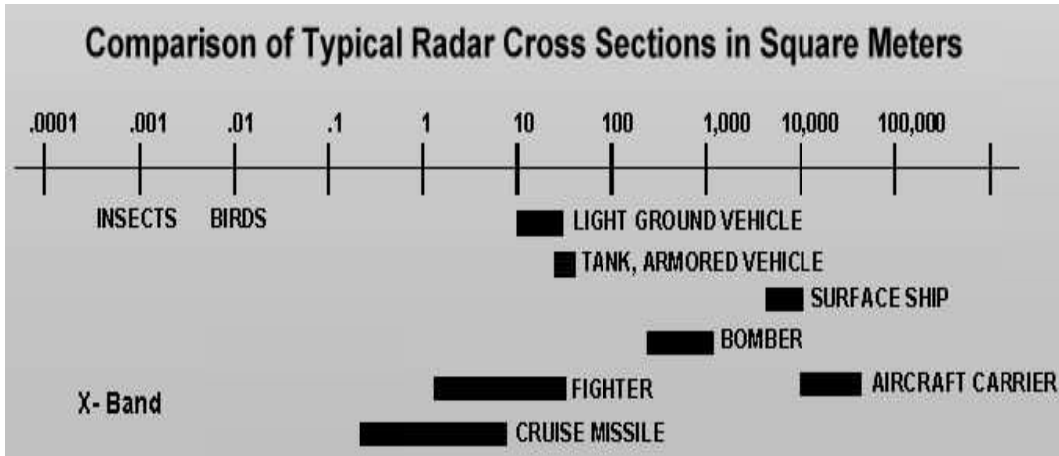 Comparison of Typical Radar Cross Sections in Square Meters
.0001 .001 .01 .1 1 10 100 1,000 10,000 100,000
INSECTS BIRDS LIGHT GROUND VEHICLE
TANK, ARMORED VEHICLE
SURFACE SHIP
BOMBER
FIGHTER AIRCRAFT CARRIER
X- Band
CRUISE MISSILE